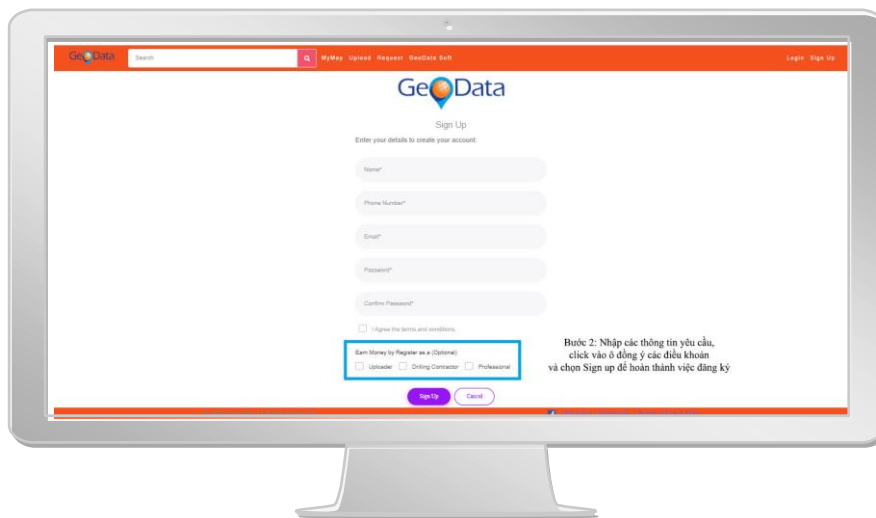 GeoData
Search
MyMap Upload Request GeoData Soft
Login Sign Up
GeoData
Sign Up
Enter your details to create your account:
Name*
Phone Number*
Email*
Password*
Confirm Password*
I Agree the terms and conditions.
Earn Money by Register as a (Optional)
Uploader Drilling Contractor Professional
Sign Up Cancel
Bước 2: Nhập các thông tin yêu cầu,
click vào ô đồng ý các điều khoản
và chọn Sign up để hoàn thành việc đăng ký